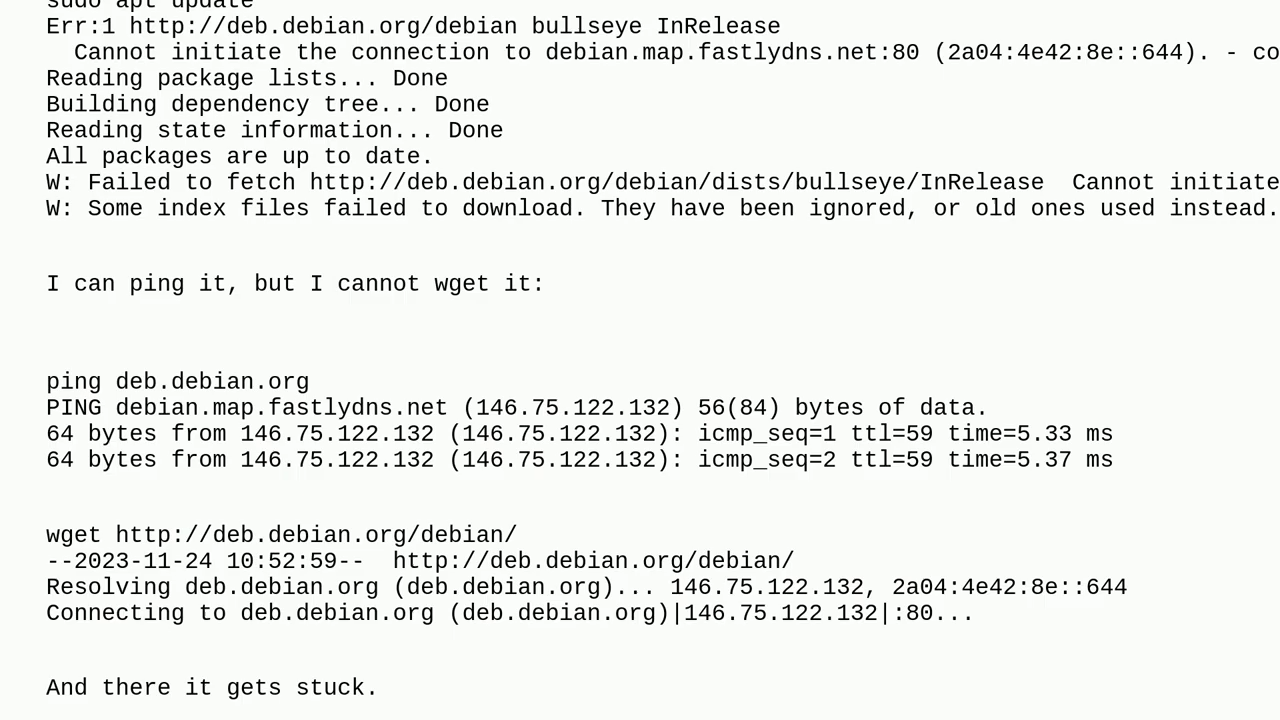 sudo apt update
Err:1 http://deb.debian.org/debian bullseye InRelease
  Cannot initiate the connection to debian.map.fastlydns.net:80 (2a04:4e42:8e::644). - co
Reading package lists... Done
Building dependency tree... Done
Reading state information... Done
All packages are up to date.
W: Failed to fetch http://deb.debian.org/debian/dists/bullseye/InRelease  Cannot initiate
W: Some index files failed to download. They have been ignored, or old ones used instead.
I can ping it, but I cannot wget it:
ping deb.debian.org
PING debian.map.fastlydns.net (146.75.122.132) 56(84) bytes of data.
64 bytes from 146.75.122.132 (146.75.122.132): icmp_seq=1 ttl=59 time=5.33 ms
64 bytes from 146.75.122.132 (146.75.122.132): icmp_seq=2 ttl=59 time=5.37 ms
wget http://deb.debian.org/debian/
--2023-11-24 10:52:59--  http://deb.debian.org/debian/
Resolving deb.debian.org (deb.debian.org)... 146.75.122.132, 2a04:4e42:8e::644
Connecting to deb.debian.org (deb.debian.org)|146.75.122.132|:80...
And there it gets stuck.